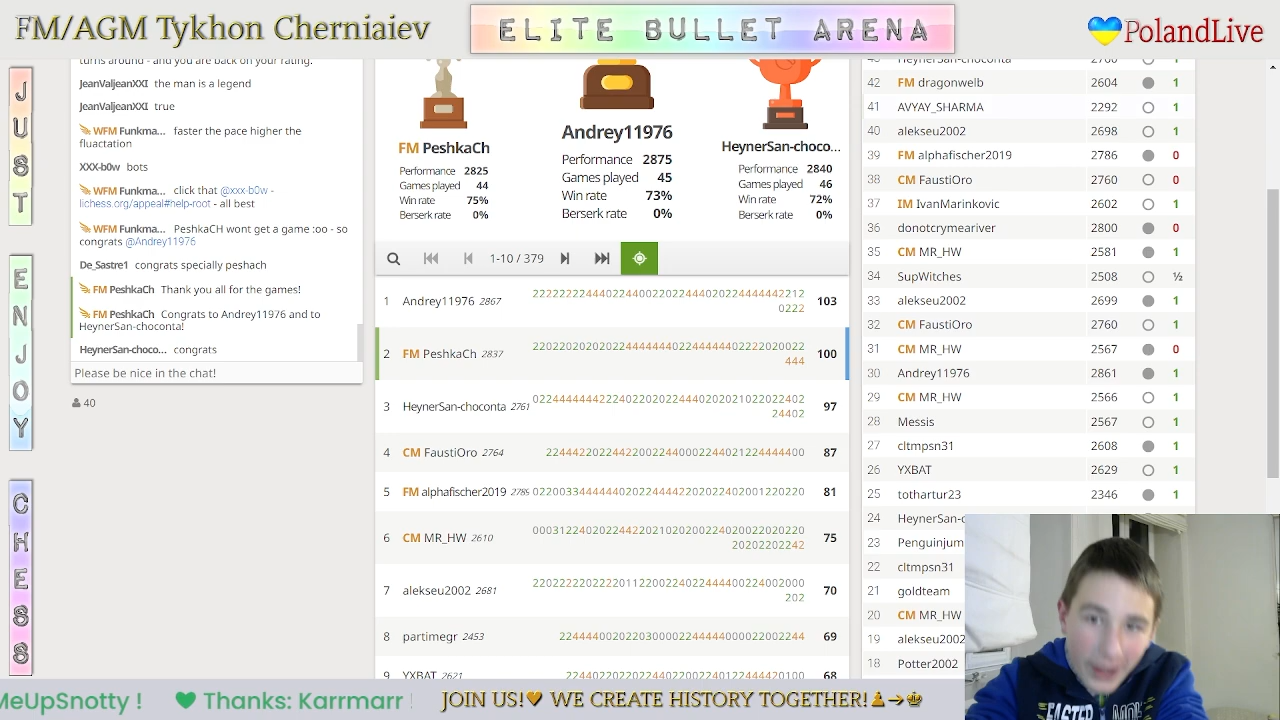 FM/AGM Tykhon Cherniaiev
ELITE BULLET ARENA
PolandLive
JUST
ENJOY
CHESS
turns around - and you are back on your rating.
JeanValjeanXXI the man is a legend
JeanValjeanXXI true
WFM Funkma... faster the pace higher the
fluactation
XXX-b0w bots
WFM Funkma... click that @xxx-b0w -
lichess.org/appeal#help-root - all best
WFM Funkma... PeshkaCH wont get a game :oo - so
congrats @Andrey11976
De_Sastre1 congrats specially peshach
FM PeshkaCh Thank you all for the games!
FM PeshkaCh Congrats to Andrey11976 and to
HeynerSan-choconta!
HeynerSan-choco... congrats
Please be nice in the chat!
40
FM PeshkaCh
Performance 2825
Games played 44
Win rate 75%
Berserk rate 0%
Andrey11976
Performance 2875
Games played 45
Win rate 73%
Berserk rate 0%
HeynerSan-choco...
Performance 2840
Games played 46
Win rate 72%
Berserk rate 0%
1-10 / 379
1 Andrey11976 2867 103
2 FM PeshkaCh 2837 100
3 HeynerSan-choconta 2761 97
4 CM FaustiOro 2764 87
5 FM alphafischer2019 81
6 CM MR_HW 2610 75
7 alekseu2002 2681 70
8 partimegr 2453 69
9 YXBAT 2621 68
HeynerSan-choconta
42 FM dragonwelb 2604 1
41 AVYAY_SHARMA 2292 1
40 alekseu2002 2698 1
39 FM alphafischer2019 2786 0
38 CM FaustiOro 2760 0
37 IM IvanMarinkovic 2602 1
36 donotcrymeariver 2800 0
35 CM MR_HW 2581 1
34 SupWitches 2508 ½
33 alekseu2002 2699 1
32 CM FaustiOro 2760 1
31 CM MR_HW 2567 0
30 Andrey11976 2861 1
29 CM MR_HW 2566 1
28 Messis 2567 1
27 cltmpsn31 2608 1
26 YXBAT 2629 1
25 tothartur23 2346 1
24 HeynerSan-c
23 Penguinjum
22 cltmpsn31
21 goldteam
20 CM MR_HW
19 alekseu2002
18 Potter2002
MeUpSnotty !
Thanks: Karrmarr
JOIN US! WE CREATE HISTORY TOGETHER!